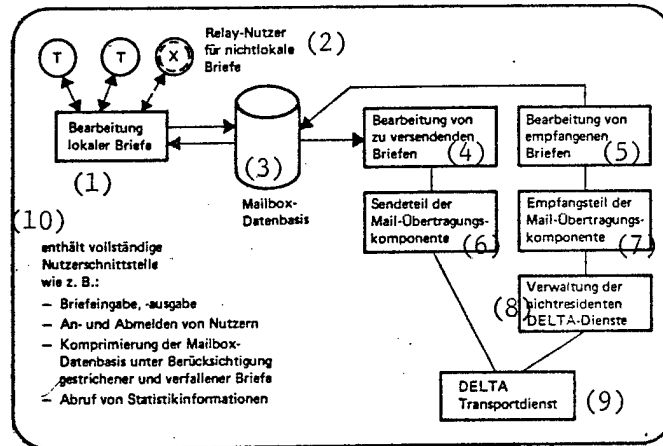 T
T
X
Relay-Nutzer
für nichtlokale
Briefe
(2)
Bearbeitung
lokaler Briefe
(1)
(3)
Mailbox-
Datenbasis
Bearbeitung von
zu versendenden
Briefen
(4)
Bearbeitung von
empfangenen
Briefen
(5)
Sendeteil der
Mail-Übertragungs-
komponente
(6)
Empfangsteil der
Mail-Übertragungs-
komponente
(7)
(8)
Verwaltung der
nichtresidenten
DELTA-Dienste
DELTA
Transportdienst
(9)
(10)
enthält vollständige
Nutzerschnittstelle
wie z. B.:
– Briefeingabe, -ausgabe
– An- und Abmelden von Nutzern
– Komprimierung der Mailbox-
Datenbasis unter Berücksichtigung
gestrichener und verfallener Briefe
– Abruf von Statistikinformationen